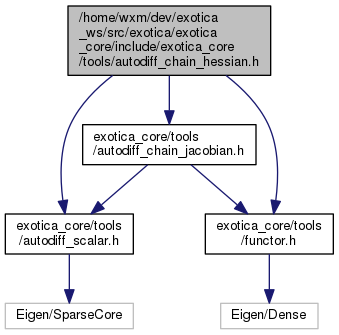 /home/wxm/dev/exotica
_ws/src/exotica/exotica
_core/include/exotica_core
/tools/autodiff_chain_hessian.h
exotica_core/tools
/autodiff_chain_jacobian.h
exotica_core/tools
/autodiff_scalar.h
exotica_core/tools
/functor.h
Eigen/SparseCore
Eigen/Dense